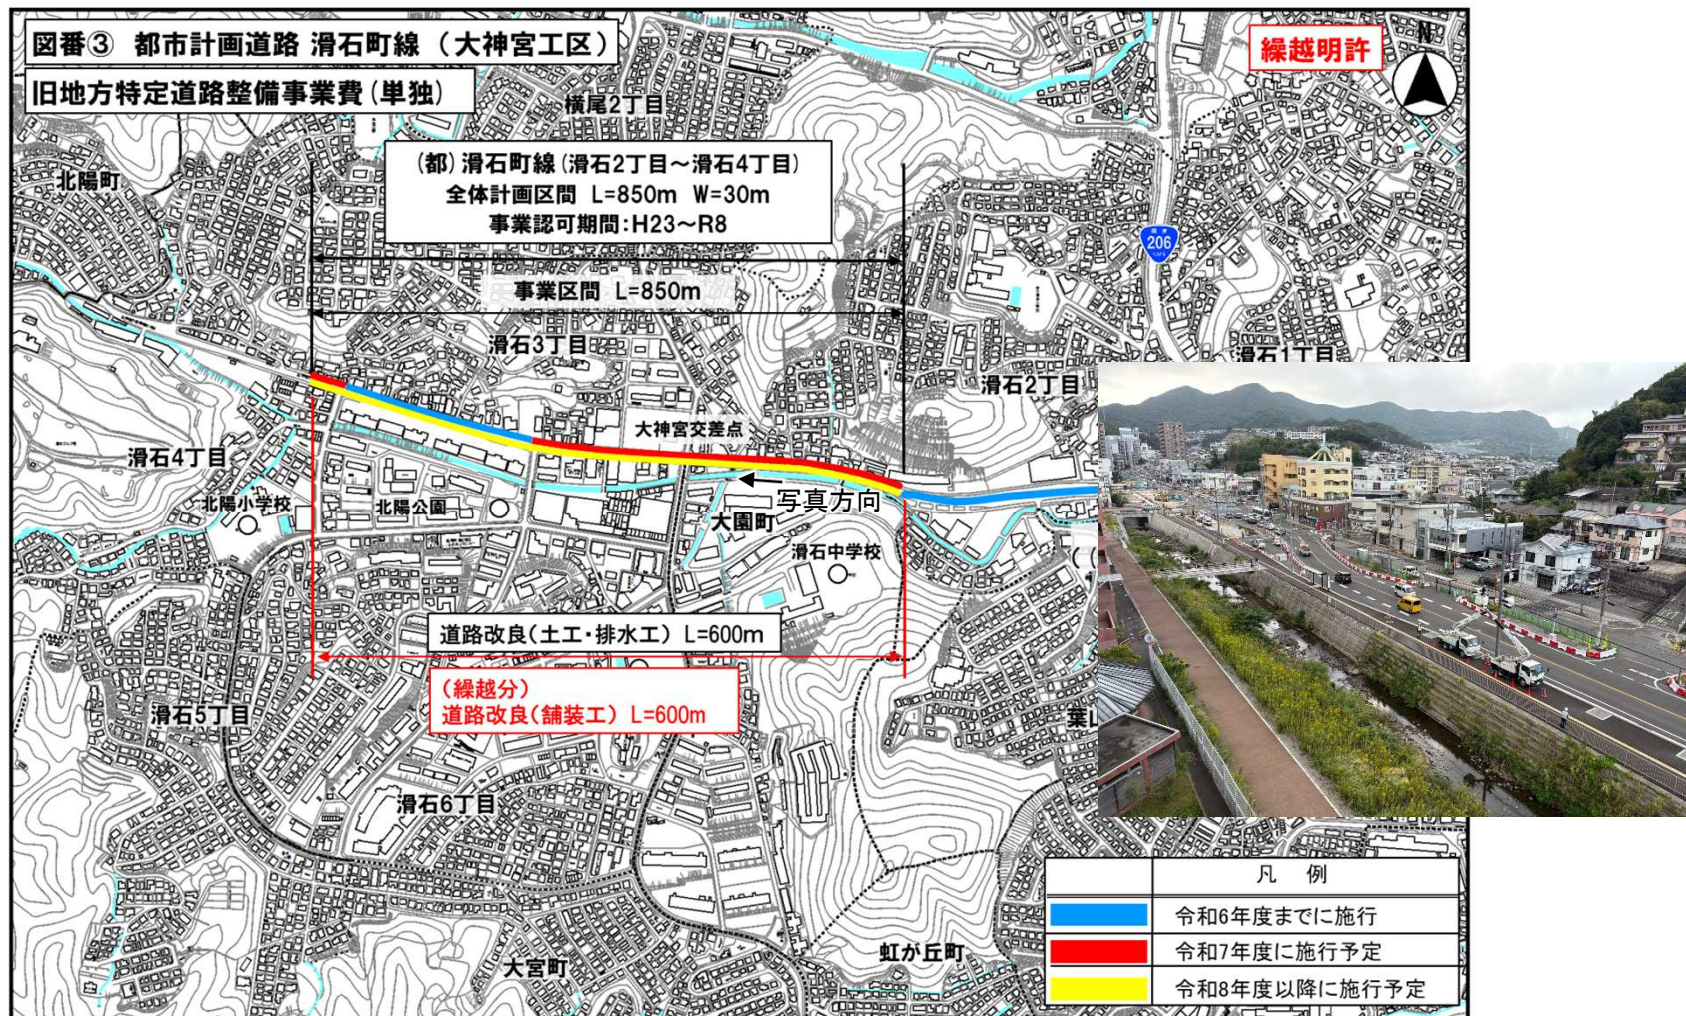 図番③ 都市計画道路 滑石町線 (大神宮工区)
旧地方特定道路整備事業費(単独)
繰越明許
N
横尾2丁目
北陽町
(都)滑石町線(滑石2丁目～滑石4丁目)
全体計画区間 L=850m W=30m
事業認可期間:H23～R8
206
事業区間 L=850m
滑石3丁目
滑石1丁目
滑石2丁目
大神宮交差点
滑石4丁目
北陽小学校
北陽公園
写真方向
大園町
滑石中学校
道路改良(土工・排水工) L=600m
(繰越分)
道路改良(舗装工) L=600m
滑石5丁目
滑石6丁目
大宮町
虹が丘町
凡 例
令和6年度までに施行
令和7年度に施行予定
令和8年度以降に施行予定